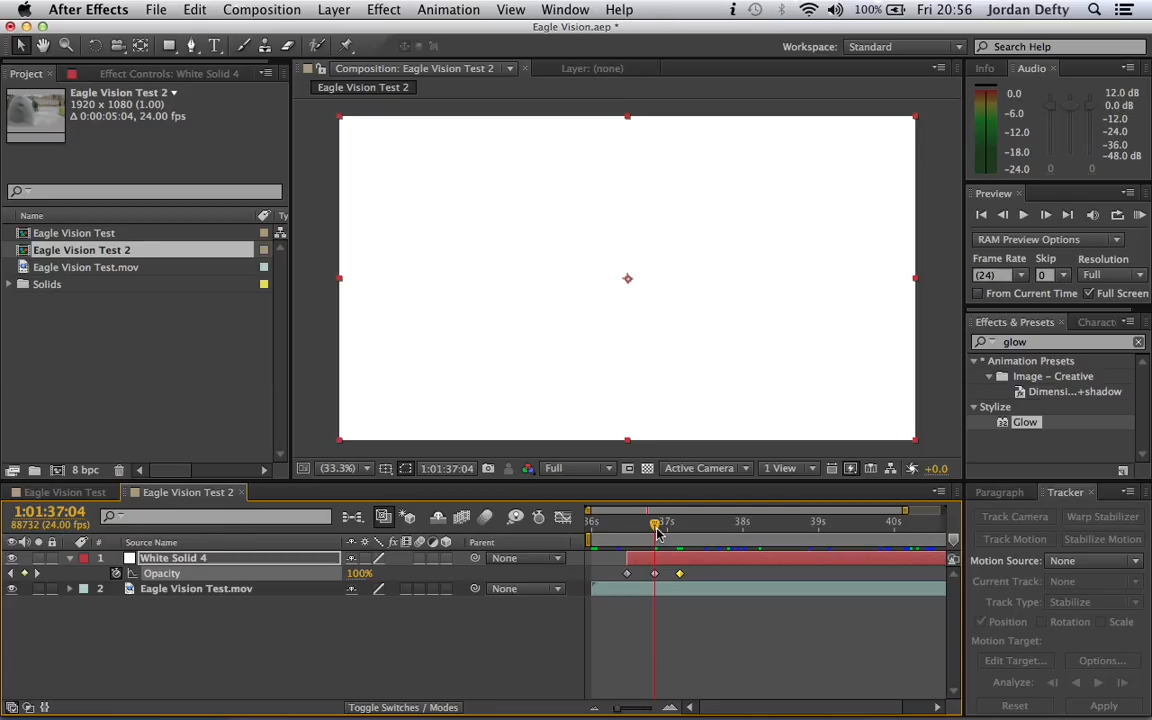 After Effects File Edit Composition Layer Effect Animation View Window Help 100% Fri 20:56 Jordan Defty
Eagle Vision.aep *
Workspace: Standard Search Help
Project Effect Controls: White Solid 4
Composition: Eagle Vision Test 2 Layer: (none)
Info Audio
Eagle Vision Test 2
1920 x 1080 (1.00)
Δ 0:00:05:04, 24.00 fps
Eagle Vision Test 2
0.0
-6.0
-12.0
-18.0
-24.0
12.0 dB
0.0 dB
-12.0
-24.0
-36.0
-48.0 dB
0 0
Preview
Name Ty
Eagle Vision Test
Eagle Vision Test 2
Eagle Vision Test.mov
Solids
RAM Preview Options
Frame Rate Skip Resolution
(24) 0 Full
From Current Time Full Screen
Effects & Presets Charact
glow
* Animation Presets
Image – Creative
Dimensi...+shadow
Stylize
Glow
8 bpc
(33.3%) 1:01:37:04 Full Active Camera 1 View +0.0
Eagle Vision Test Eagle Vision Test 2
1:01:37:04
88732 (24.00 fps)
36s 37s 38s 39s 40s
# Source Name Parent
1 White Solid 4 None
Opacity 100%
2 Eagle Vision Test.mov None
Toggle Switches / Modes
Paragraph Tracker
Track Camera Warp Stabilizer
Track Motion Stabilize Motion
Motion Source: None
Current Track: None
Track Type: Stabilize
Position Rotation Scale
Motion Target:
Edit Target... Options...
Analyze:
Reset Apply